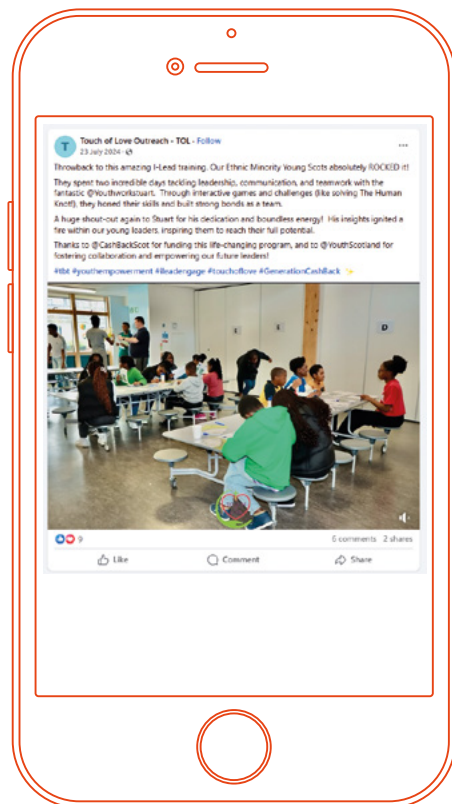 T
Touch of Love Outreach - TOL · Follow
23 July 2024 ·
Throwback to this amazing I-Lead training. Our Ethnic Minority Young Scots absolutely ROCKED it!
They spent two incredible days tackling leadership, communication, and teamwork with the
fantastic @Youthworkstuart. Through interactive games and challenges (like solving The Human
Knot!), they honed their skills and built strong bonds as a team.
A huge shout-out again to Stuart for his dedication and boundless energy! His insights ignited a
fire within our young leaders, inspiring them to reach their full potential.
Thanks to @CashBackScot for funding this life-changing program, and to @YouthScotland for
fostering collaboration and empowering our future leaders!
#tbt #youthempowerment #ileadengage #touchoflove #GenerationCashBack
D
9
6 comments 2 shares
Like Comment Share